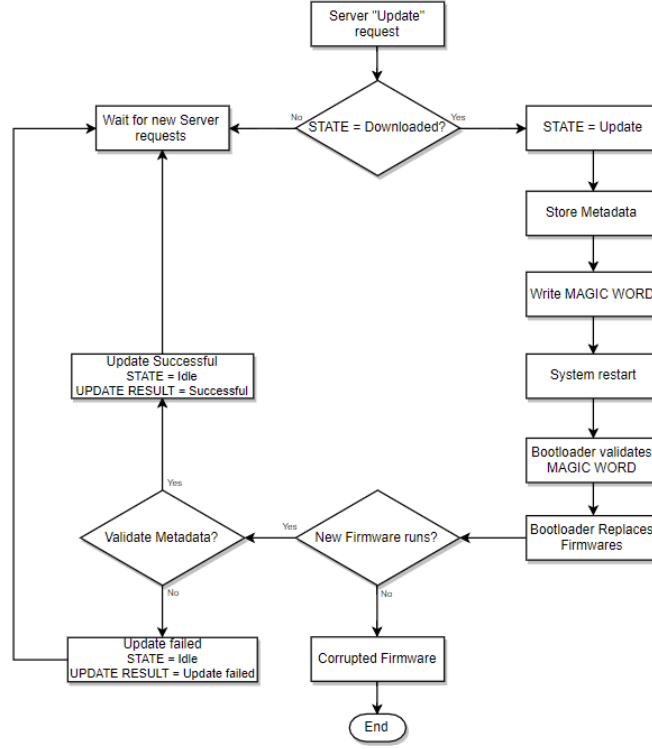 Server "Update"
request
Wait for new Server
requests
No
STATE = Downloaded?
Yes
STATE = Update
Store Metadata
Write MAGIC WORD
System restart
Bootloader validates
MAGIC WORD
Bootloader Replaces
Firmwares
New Firmware runs?
Yes
No
Corrupted Firmware
End
Validate Metadata?
Yes
No
Update Successful
STATE = Idle
UPDATE RESULT = Successful
Update failed
STATE = Idle
UPDATE RESULT = Update failed